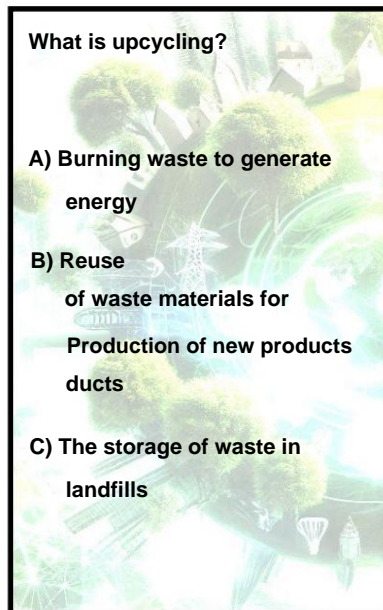 What is upcycling?
A) Burning waste to generate
energy
B) Reuse
of waste materials for
Production of new products
ducts
C) The storage of waste in
landfills